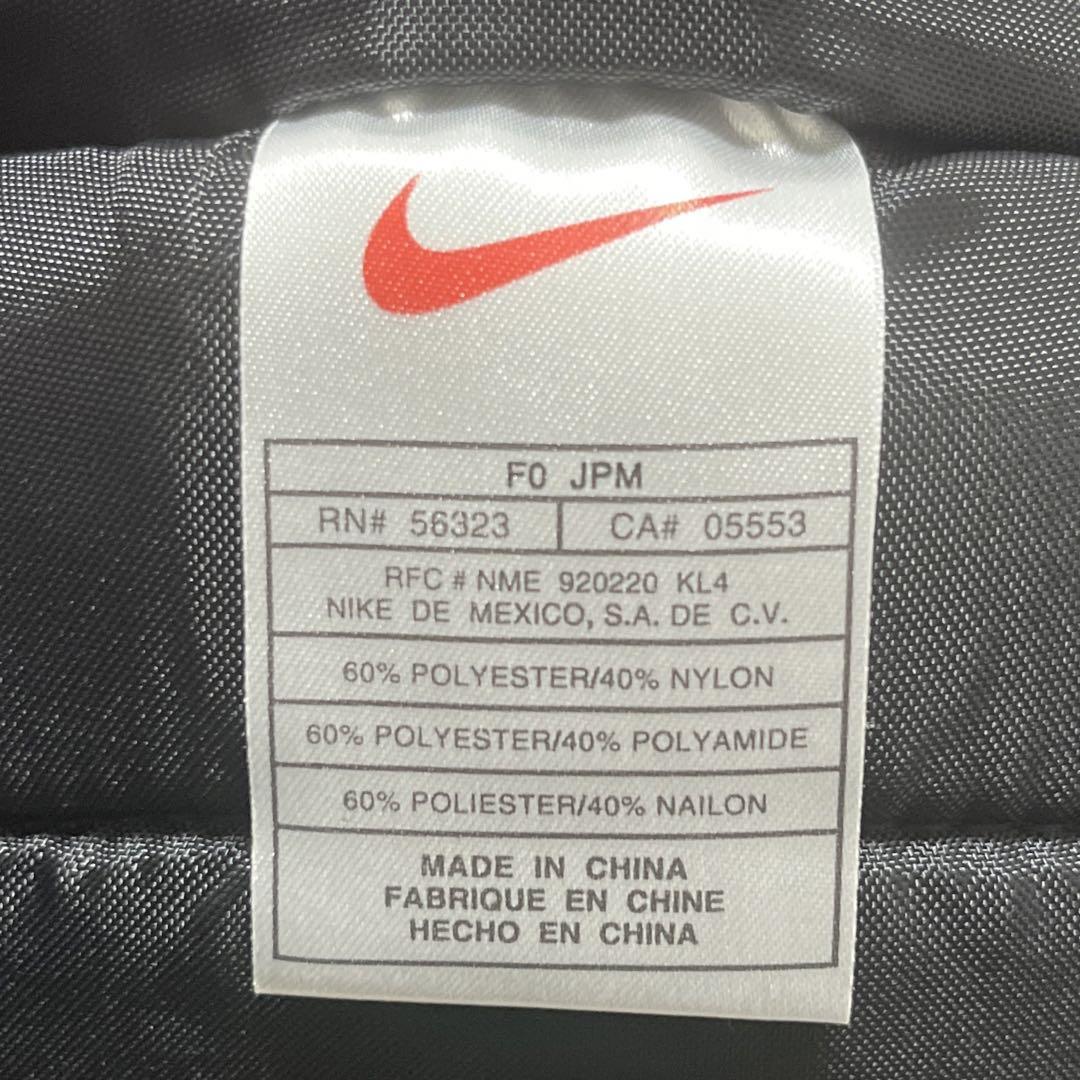 F0 JPM
RN# 56323 CA# 05553
RFC # NME 920220 KL4
NIKE DE MEXICO, S.A. DE C.V.
60% POLYESTER/40% NYLON
60% POLYESTER/40% POLYAMIDE
60% POLIESTER/40% NAILON
MADE IN CHINA
FABRIQUE EN CHINE
HECHO EN CHINA